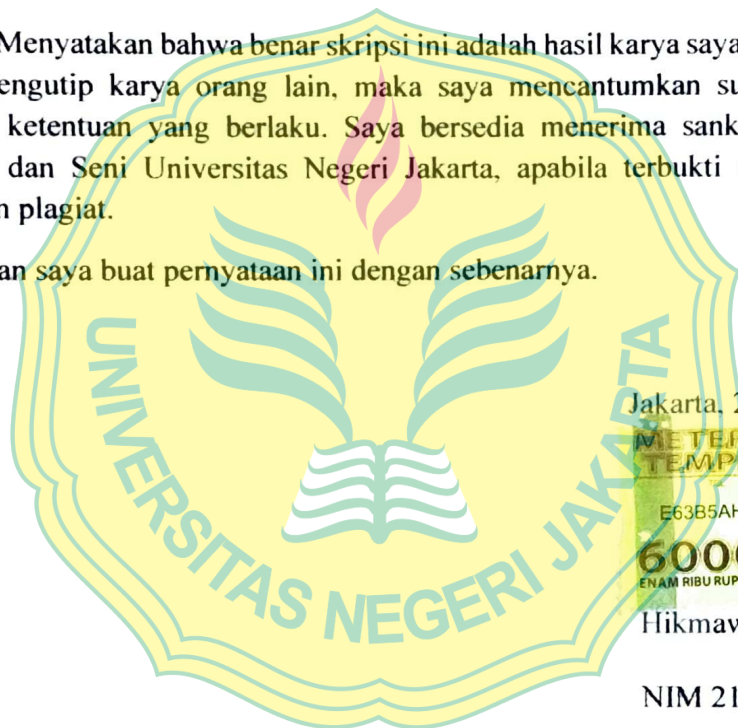 Menyatakan bahwa benar skripsi ini adalah hasil karya saya
engutip karya orang lain, maka saya mencantumkan su
ketentuan yang berlaku. Saya bersedia menerima sank
dan Seni Universitas Negeri Jakarta, apabila terbukti
n plagiat.
an saya buat pernyataan ini dengan sebenarnya.
UNIVERSITAS NEGERI JAKARTA
Jakarta, 2
METER
TEMP
E63B5AH
6000
ENAM RIBU RUP
Hikmaw
NIM 21